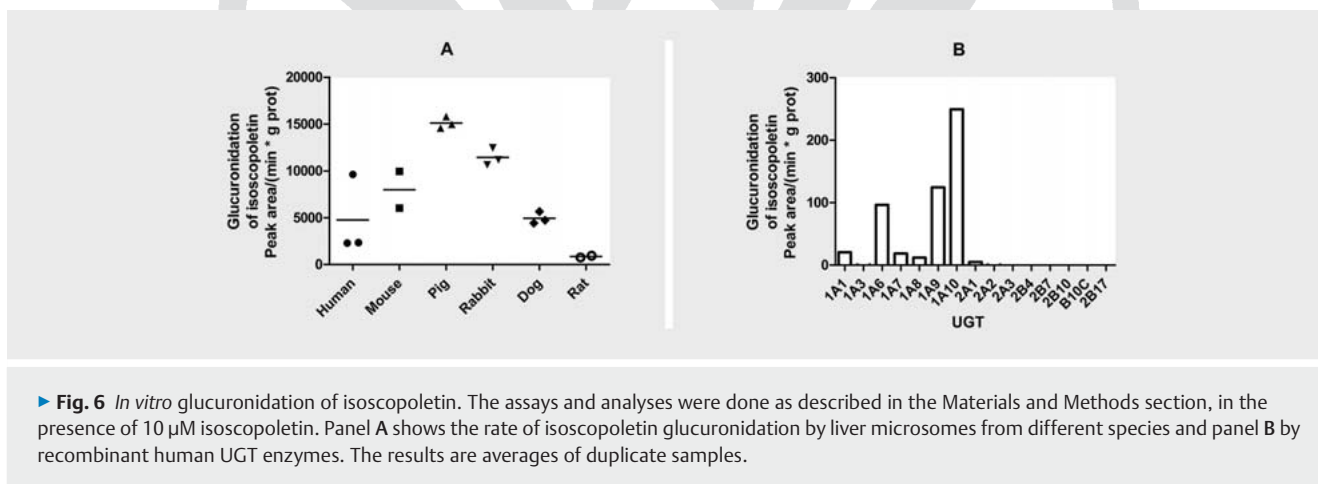 A
20000
15000
10000
5000
0
Glucuronidation
of isoscopoletin
Peak area/(min * g prot)
Human
Mouse
Pig
Rabbit
Dog
Rat
B
300
200
100
0
Glucuronidation
of isoscopoletin
Peak area/(min * g prot)
1A1
1A3
1A6
1A7
1A8
1A9
1A10
2A1
2A2
2A3
2B4
2B7
2B10
B10C
2B17
UGT
► Fig. 6 In vitro glucuronidation of isoscopoletin. The assays and analyses were done as described in the Materials and Methods section, in the
presence of 10 µM isoscopoletin. Panel A shows the rate of isoscopoletin glucuronidation by liver microsomes from different species and panel B by
recombinant human UGT enzymes. The results are averages of duplicate samples.